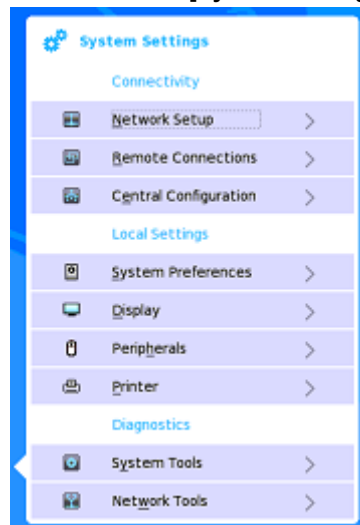 System Settings
Connectivity
Network Setup
Remote Connections
Central Configuration
Local Settings
System Preferences
Display
Peripherals
Printer
Diagnostics
System Tools
Network Tools